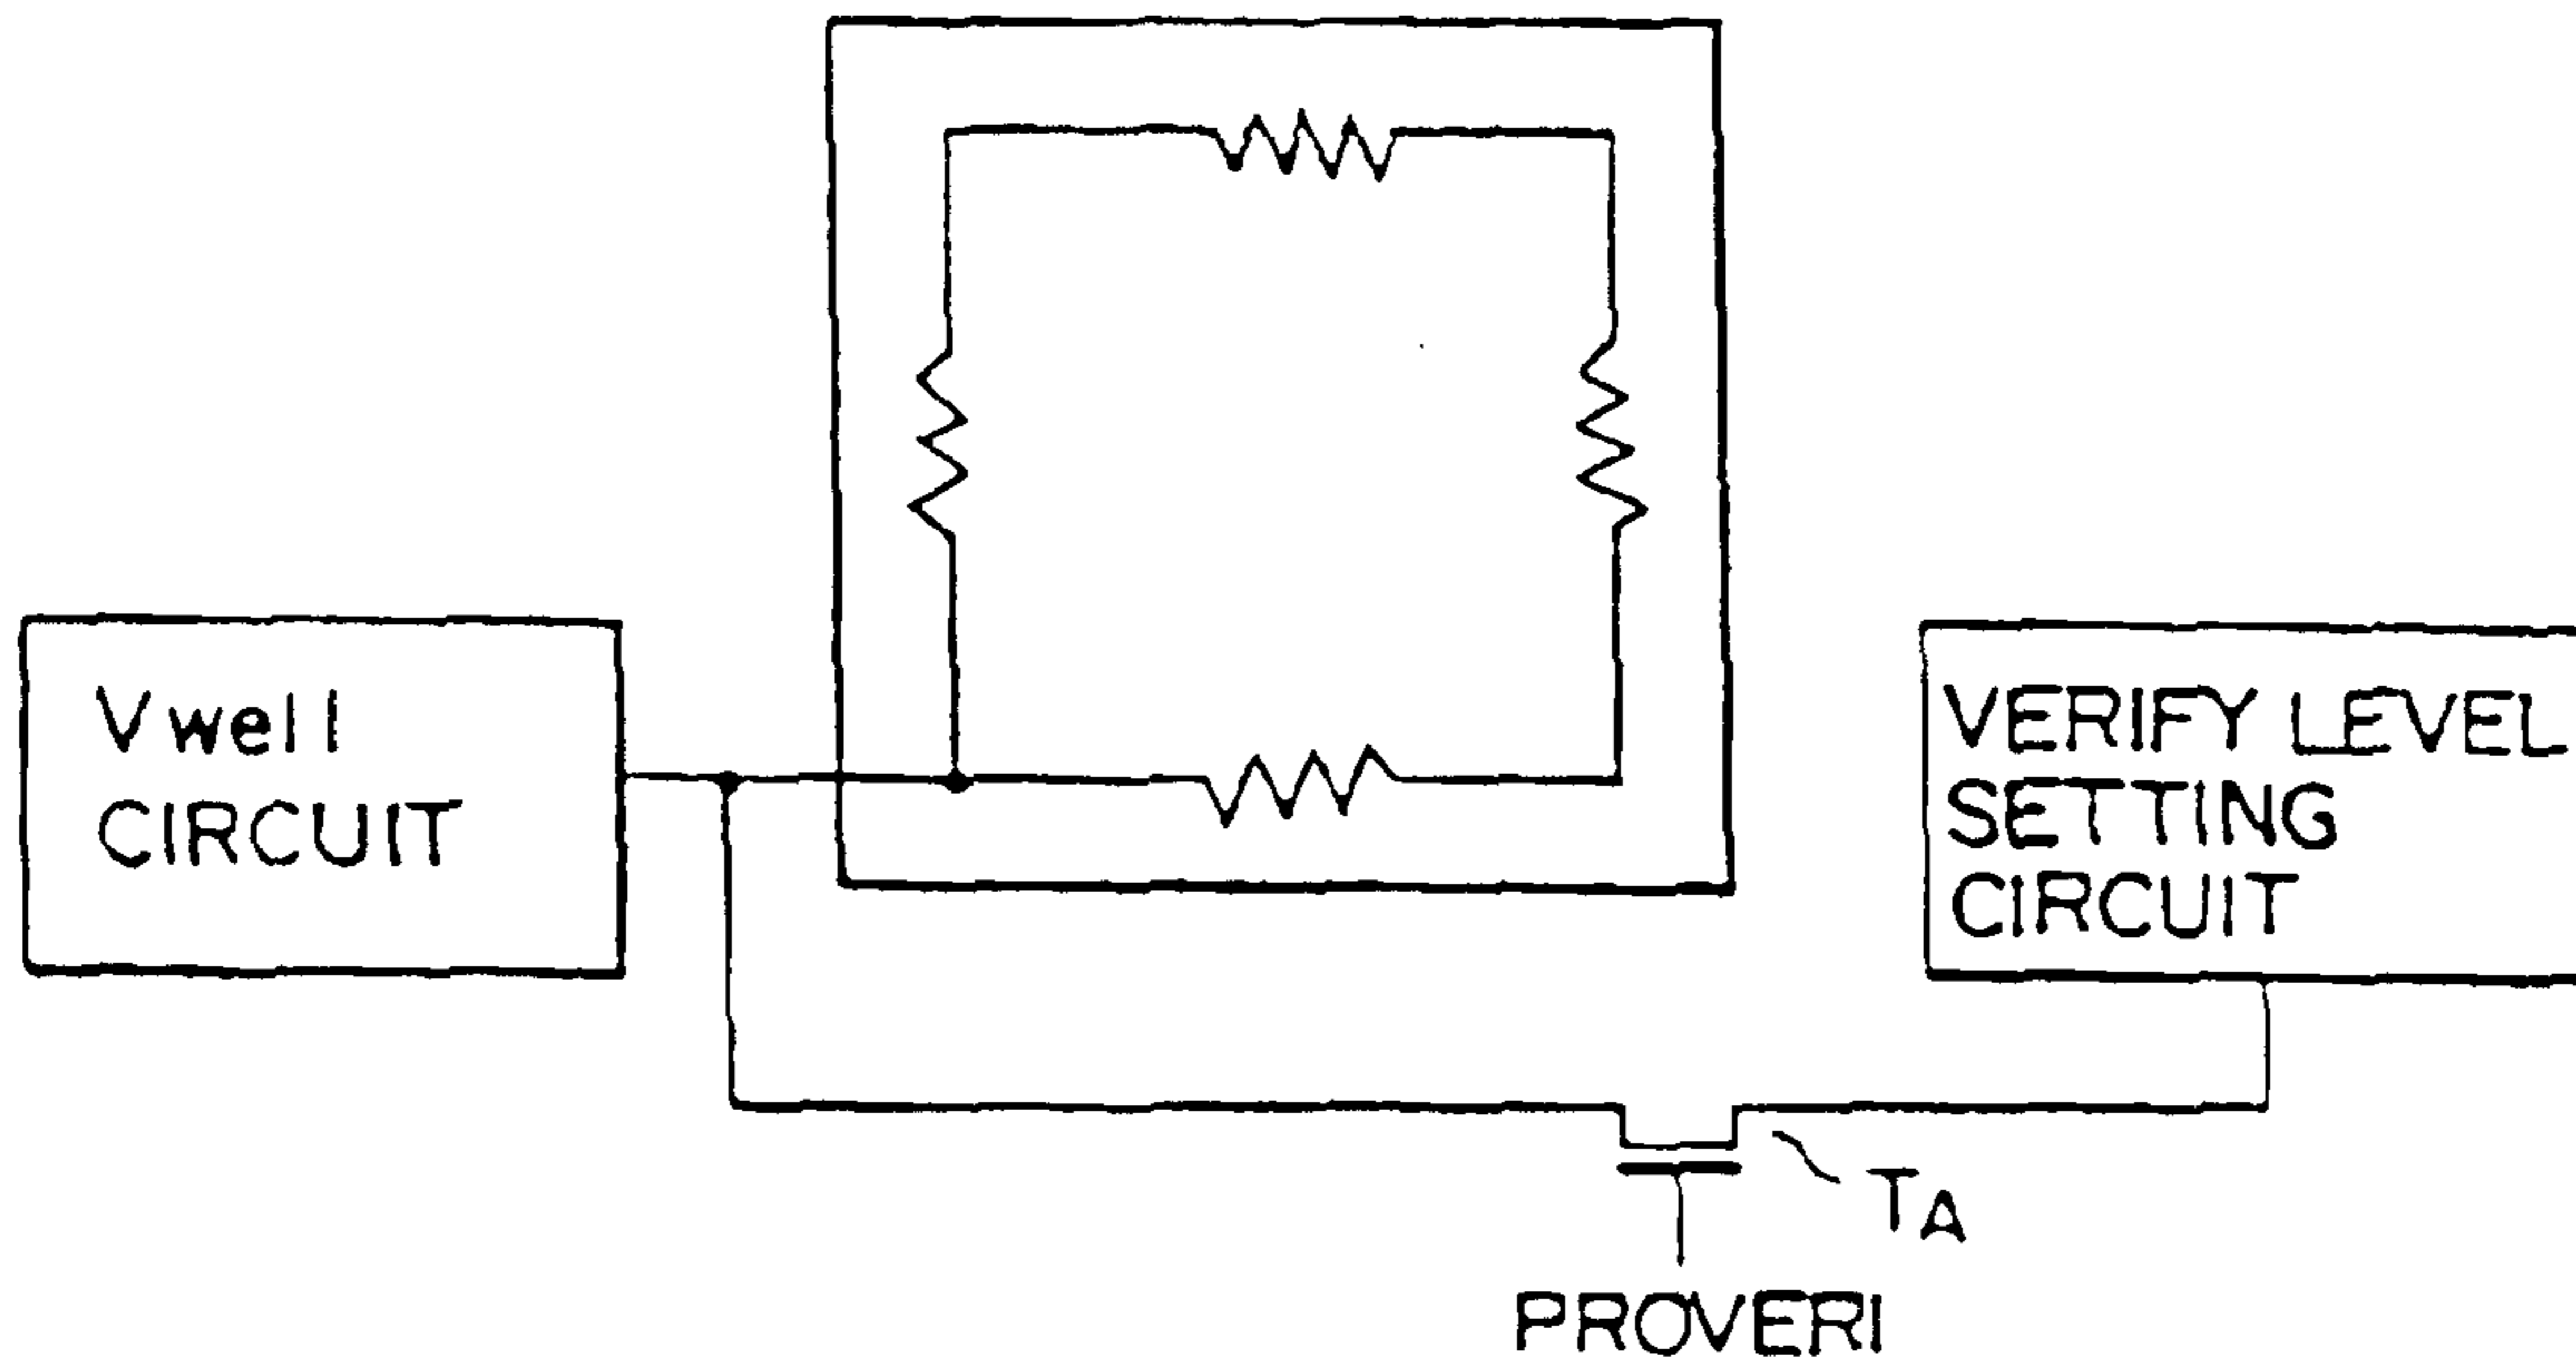 Vwell
CIRCUIT
VERIFY LEVEL
SETTING
CIRCUIT
TA
PROVERI